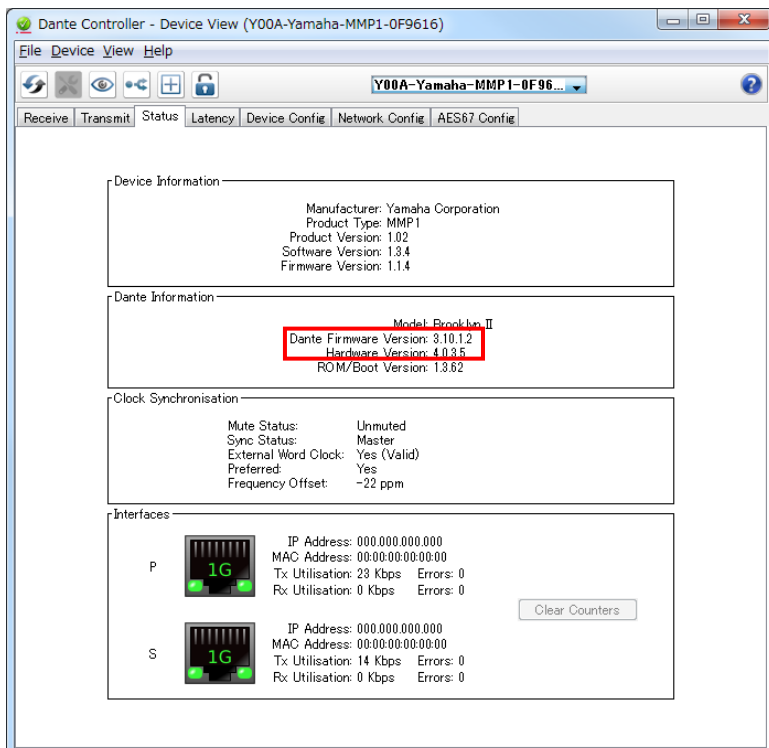 Dante Controller - Device View (Y00A-Yamaha-MMP1-0F9616)
File Device View Help
Y00A-Yamaha-MMP1-0F96...
?
Receive Transmit Status Latency Device Config Network Config AES67 Config
Device Information
Manufacturer: Yamaha Corporation
Product Type: MMP1
Product Version: 1.02
Software Version: 1.3.4
Firmware Version: 1.1.4
Dante Information
Model: Brooklyn II
Dante Firmware Version: 3.10.1.2
Hardware Version: 4.0.3.5
ROM/Boot Version: 1.3.62
Clock Synchronisation
Mute Status: Unmuted
Sync Status: Master
External Word Clock: Yes (Valid)
Preferred: Yes
Frequency Offset: -22 ppm
Interfaces
P
1G
IP Address: 000.000.000.000
MAC Address: 00:00:00:00:00:00
Tx Utilisation: 23 Kbps Errors: 0
Rx Utilisation: 0 Kbps Errors: 0
Clear Counters
S
1G
IP Address: 000.000.000.000
MAC Address: 00:00:00:00:00:00
Tx Utilisation: 14 Kbps Errors: 0
Rx Utilisation: 0 Kbps Errors: 0